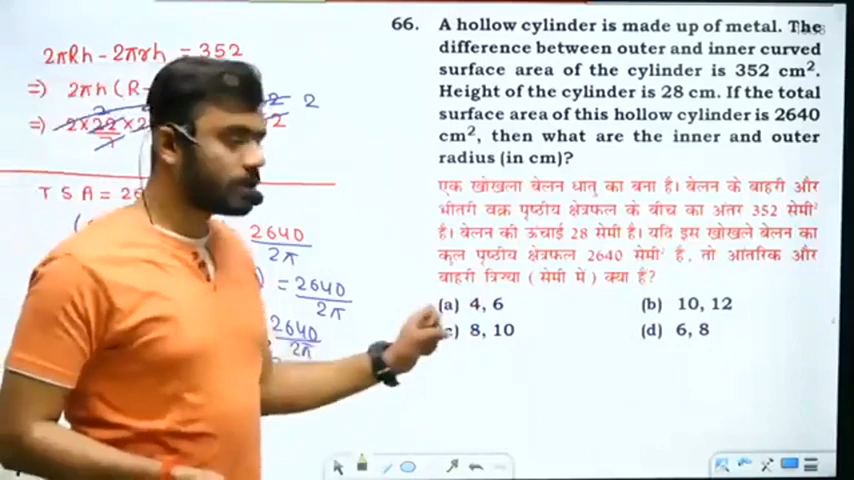 66. A hollow cylinder is made up of metal. The
difference between outer and inner curved
surface area of the cylinder is 352 cm².
Height of the cylinder is 28 cm. If the total
surface area of this hollow cylinder is 2640
cm², then what are the inner and outer
radius (in cm)?
एक खोखला बेलन धातु का बना है। बेलन के बाहरी और
भीतरी वक्र पृष्ठीय क्षेत्रफल के बीच का अंतर 352 सेमी²
है। बेलन की ऊंचाई 28 सेमी है। यदि इस खोखले बेलन का
कुल पृष्ठीय क्षेत्रफल 2640 सेमी² है, तो आंतरिक और
बाहरी त्रिज्या (सेमी में) क्या है?
(a) 4, 6 (b) 10, 12
8, 10 (d) 6, 8
2πRh - 2πrh = 352
=> 2πh (R-
=> 2×22×2 2
7
TSA = 26
2640
2π
= 2640
2π
2640
2π